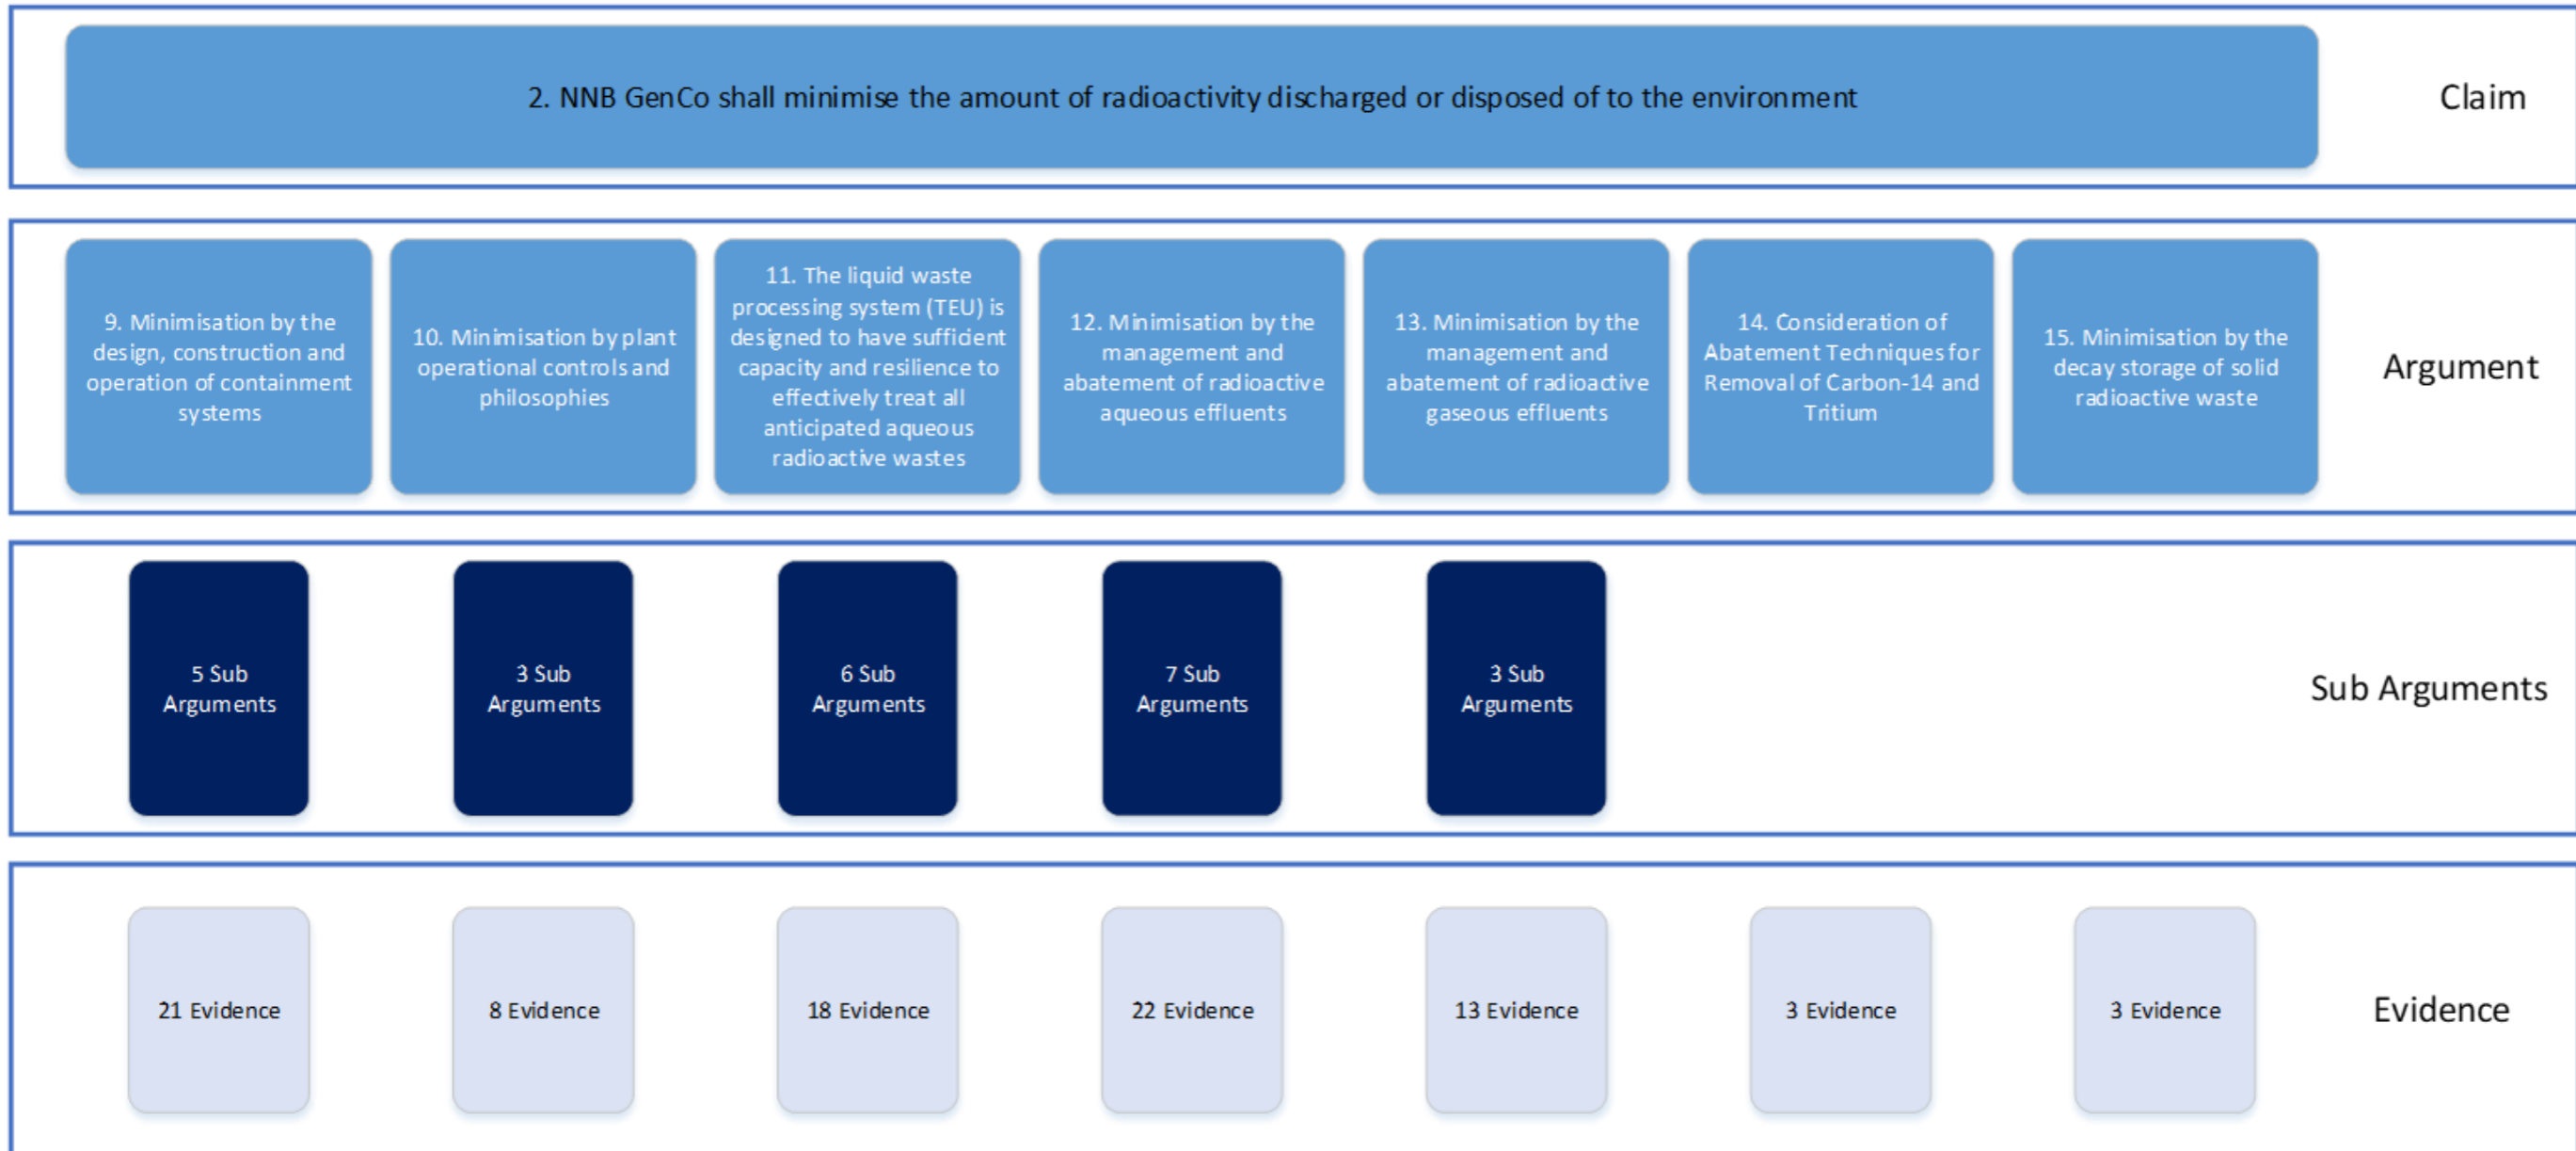 2. NNB GenCo shall minimise the amount of radioactivity discharged or disposed of to the environment
Claim
9. Minimisation by the
design, construction and
operation of containment
systems
10. Minimisation by plant
operational controls and
philosophies
11. The liquid waste
processing system (TEU) is
designed to have sufficient
capacity and resilience to
effectively treat all
anticipated aqueous
radioactive wastes
12. Minimisation by the
management and
abatement of radioactive
aqueous effluents
13. Minimisation by the
management and
abatement of radioactive
gaseous effluents
14. Consideration of
Abatement Techniques for
Removal of Carbon-14 and
Tritium
15. Minimisation by the
decay storage of solid
radioactive waste
Argument
5 Sub
Arguments
3 Sub
Arguments
6 Sub
Arguments
7 Sub
Arguments
3 Sub
Arguments
Sub Arguments
21 Evidence
8 Evidence
18 Evidence
22 Evidence
13 Evidence
3 Evidence
3 Evidence
Evidence